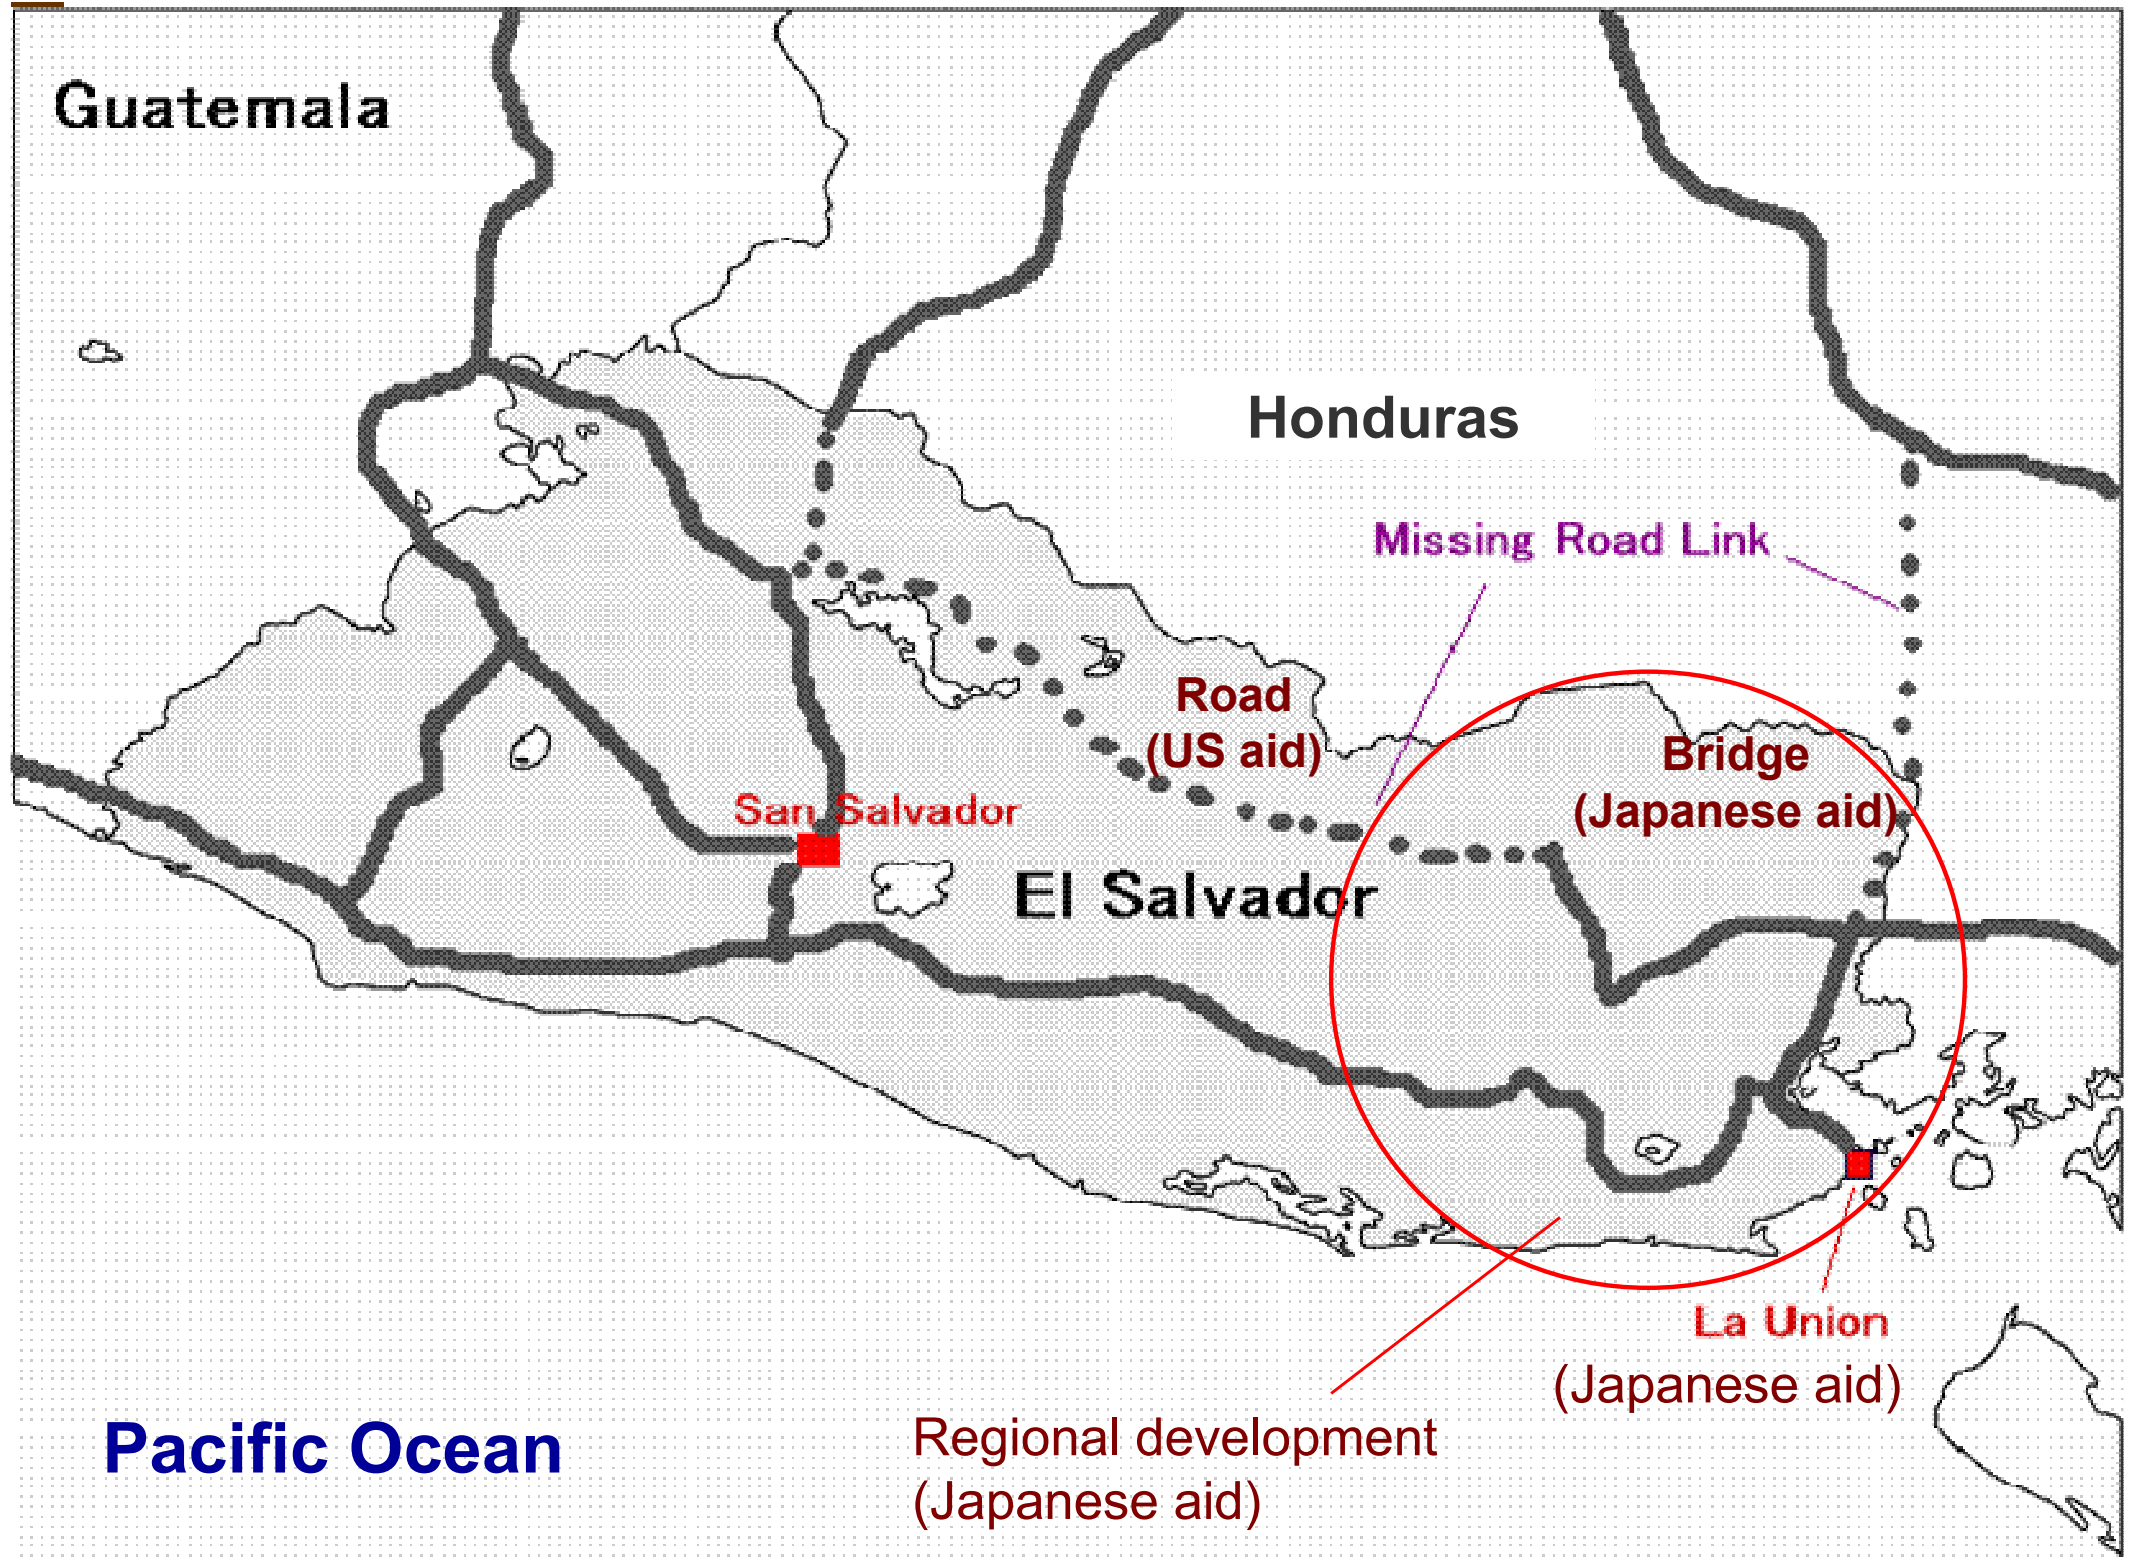 Guatemala
Honduras
Missing Road Link
Road
(US aid)
Bridge
(Japanese aid)
San Salvador
El Salvador
La Union
(Japanese aid)
Regional development
(Japanese aid)
Pacific Ocean